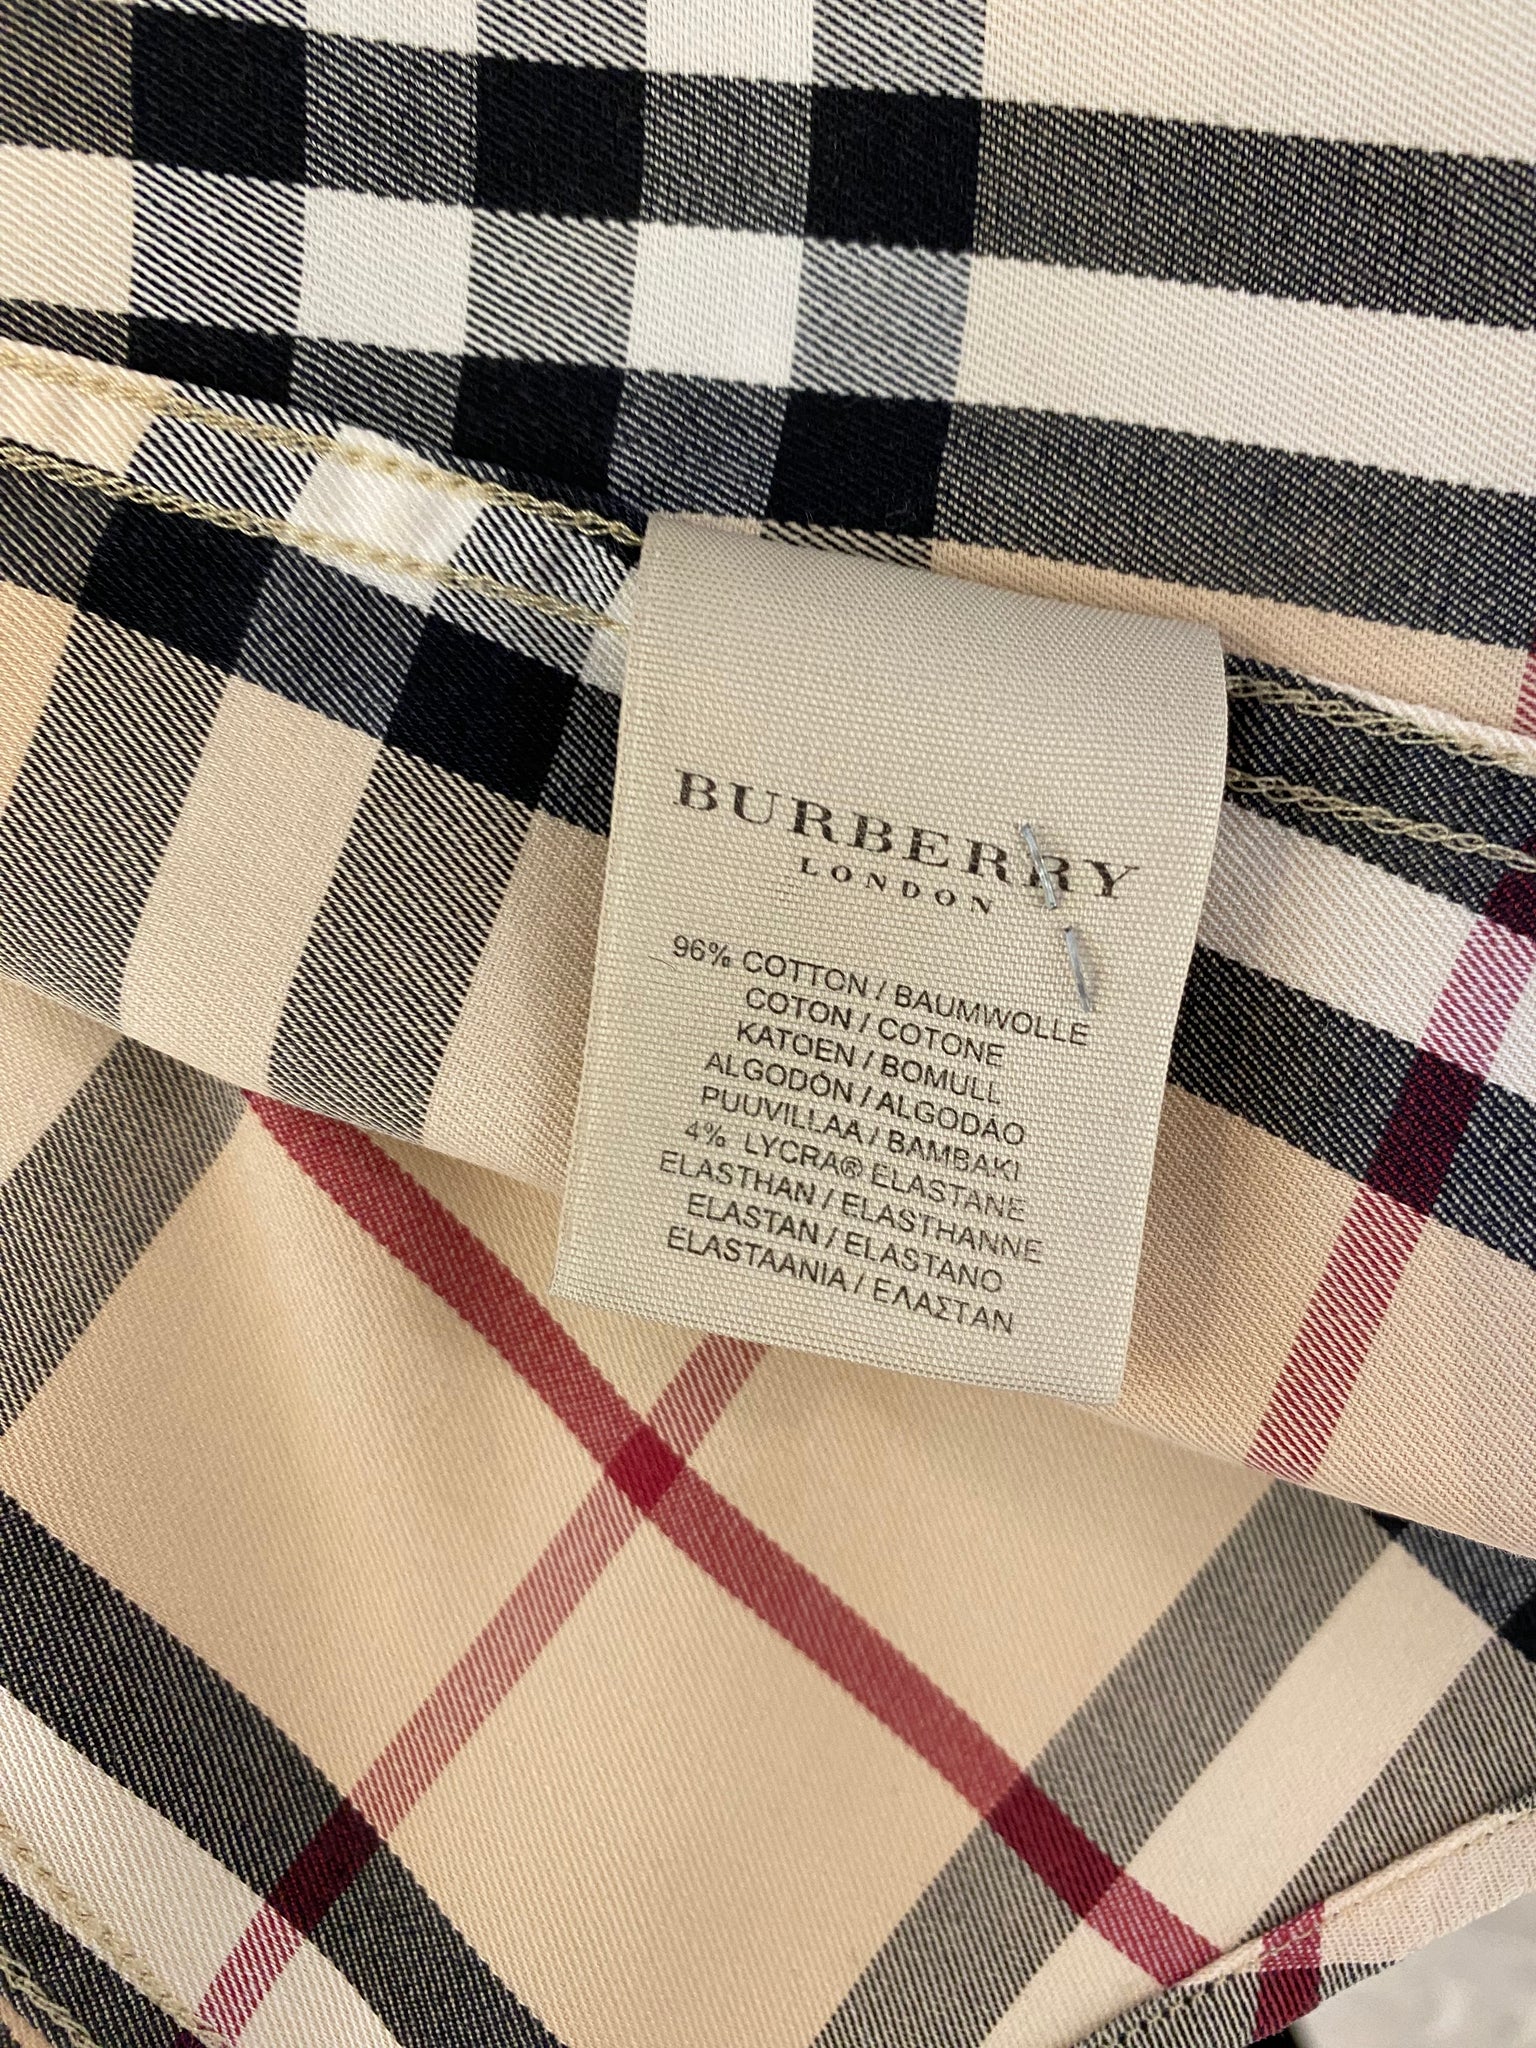 BURBERRY
LONDON
96% COTTON / BAUMWOLLE
COTON / COTONE
KATOEN / BOMULL
ALGODÓN / ALGODÃO
PUUVILLAA / BAMBAKI
4% LYCRA® ELASTANE
ELASTHAN / ELASTHANNE
ELASTAN / ELASTANO
ELASTAANIA / ΕΛΑΣΤΑΝ